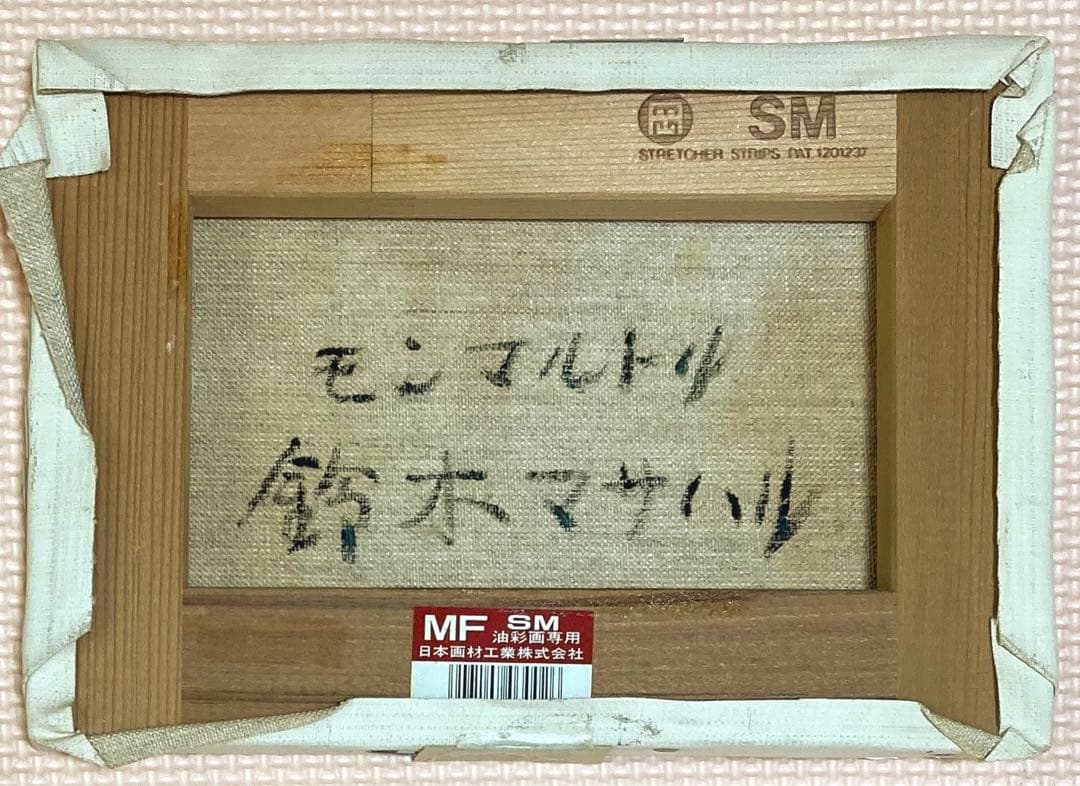 SM
STRETCHER STRIPS PAT 1201237
モンマルトル
鈴木マサハル
MF SM
油彩画専用
日本画材工業株式会社